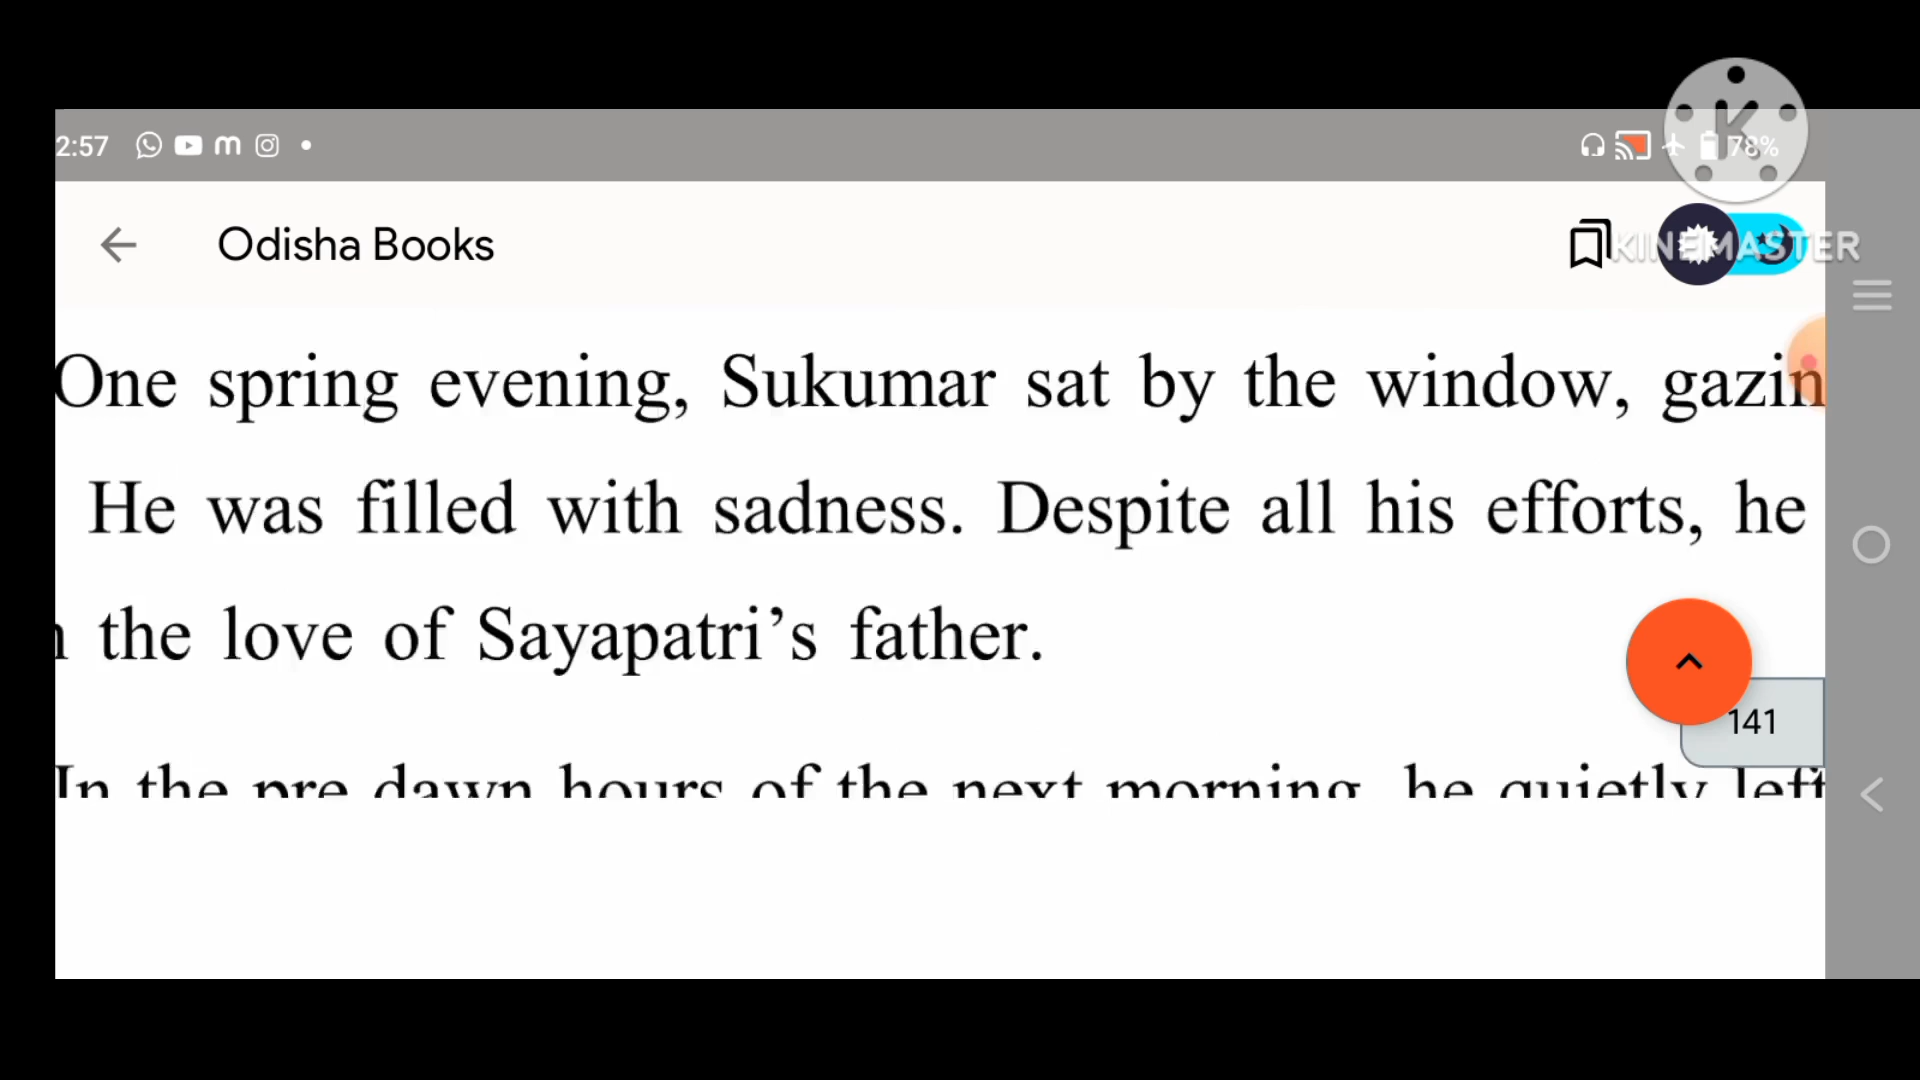 2:57 78%
Odisha Books
KINEMASTER
One spring evening, Sukumar sat by the window, gazin
He was filled with sadness. Despite all his efforts, he
the love of Sayapatri’s father.
141
In the pre dawn hours of the next morning, he quietly left